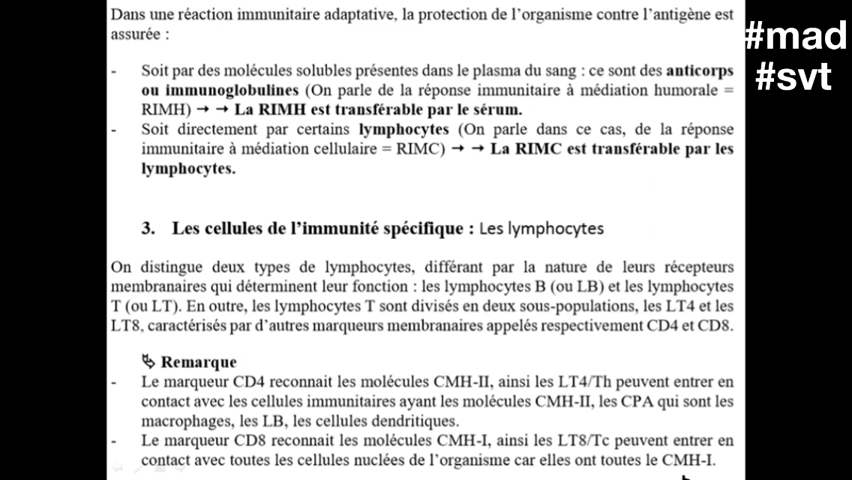 Dans une réaction immunitaire adaptative, la protection de l'organisme contre l'antigène est
assurée :
- Soit par des molécules solubles présentes dans le plasma du sang : ce sont des anticorps
ou immunoglobulines (On parle de la réponse immunitaire à médiation humorale =
RIMH) → → La RIMH est transférable par le sérum.
- Soit directement par certains lymphocytes (On parle dans ce cas, de la réponse
immunitaire à médiation cellulaire = RIMC) → → La RIMC est transférable par les
lymphocytes.
3. Les cellules de l'immunité spécifique : Les lymphocytes
On distingue deux types de lymphocytes, différant par la nature de leurs récepteurs
membranaires qui déterminent leur fonction : les lymphocytes B (ou LB) et les lymphocytes
T (ou LT). En outre, les lymphocytes T sont divisés en deux sous-populations, les LT4 et les
LT8, caractérisés par d'autres marqueurs membranaires appelés respectivement CD4 et CD8.
Remarque
- Le marqueur CD4 reconnait les molécules CMH-II, ainsi les LT4/Th peuvent entrer en
contact avec les cellules immunitaires ayant les molécules CMH-II, les CPA qui sont les
macrophages, les LB, les cellules dendritiques.
- Le marqueur CD8 reconnait les molécules CMH-I, ainsi les LT8/Tc peuvent entrer en
contact avec toutes les cellules nuclées de l'organisme car elles ont toutes le CMH-I.
#mad
#svt